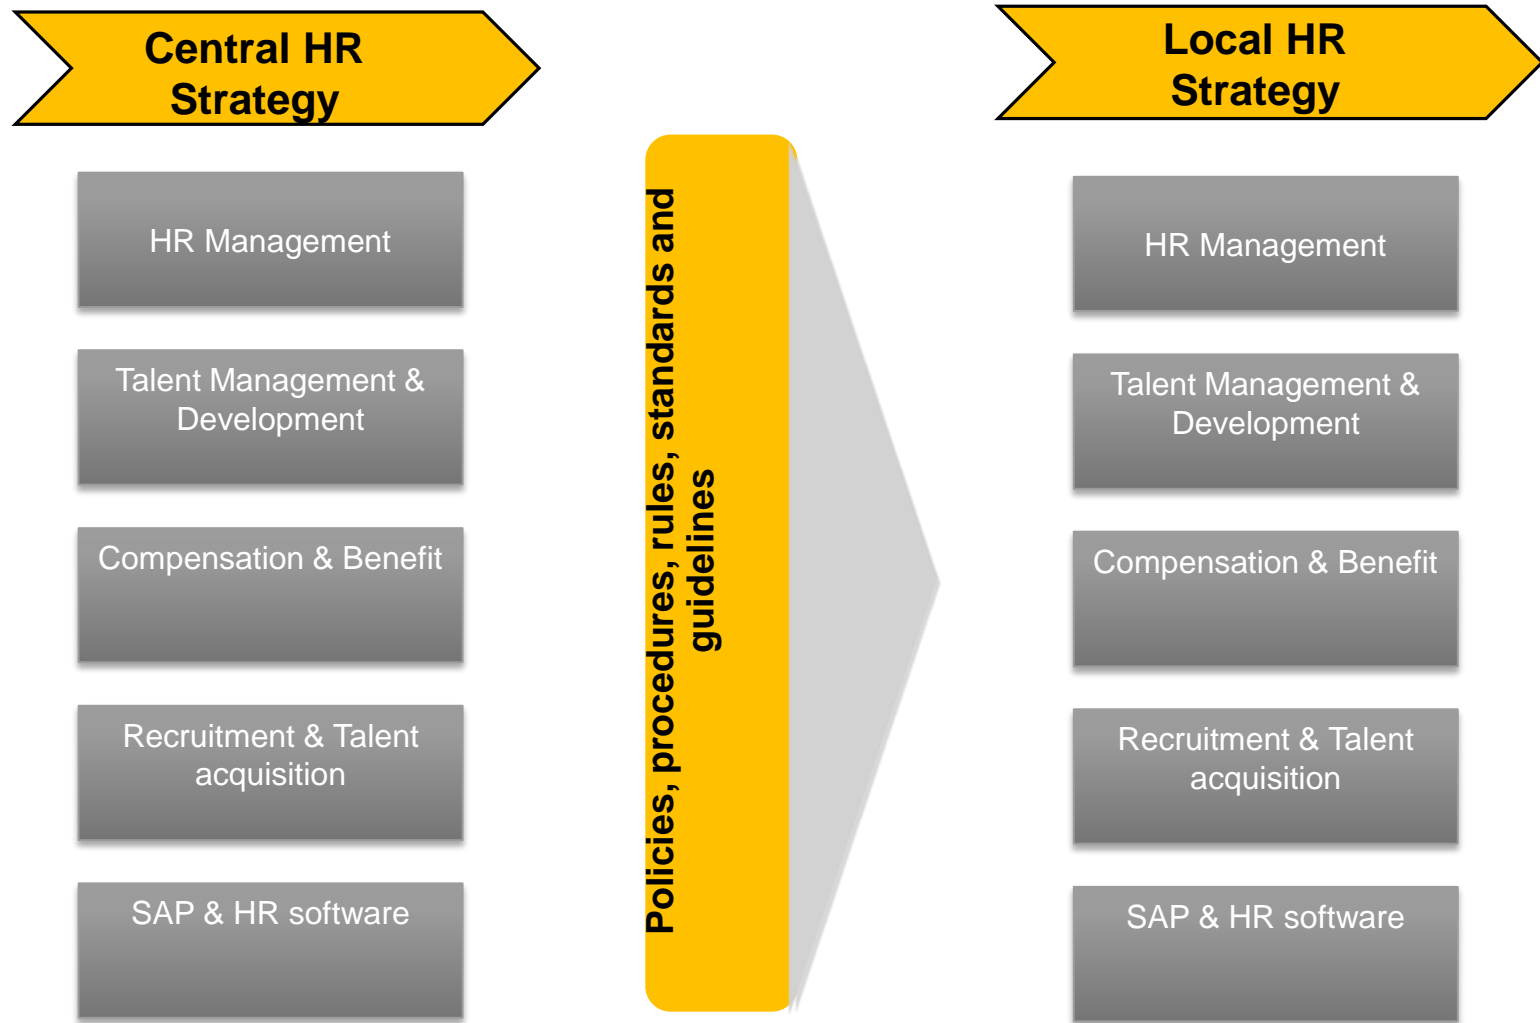 Central HR
Strategy
HR Management
Talent Management &
Development
Compensation & Benefit
Recruitment & Talent
acquisition
SAP & HR software
Policies, procedures, rules, standards and
guidelines
Local HR
Strategy
HR Management
Talent Management &
Development
Compensation & Benefit
Recruitment & Talent
acquisition
SAP & HR software